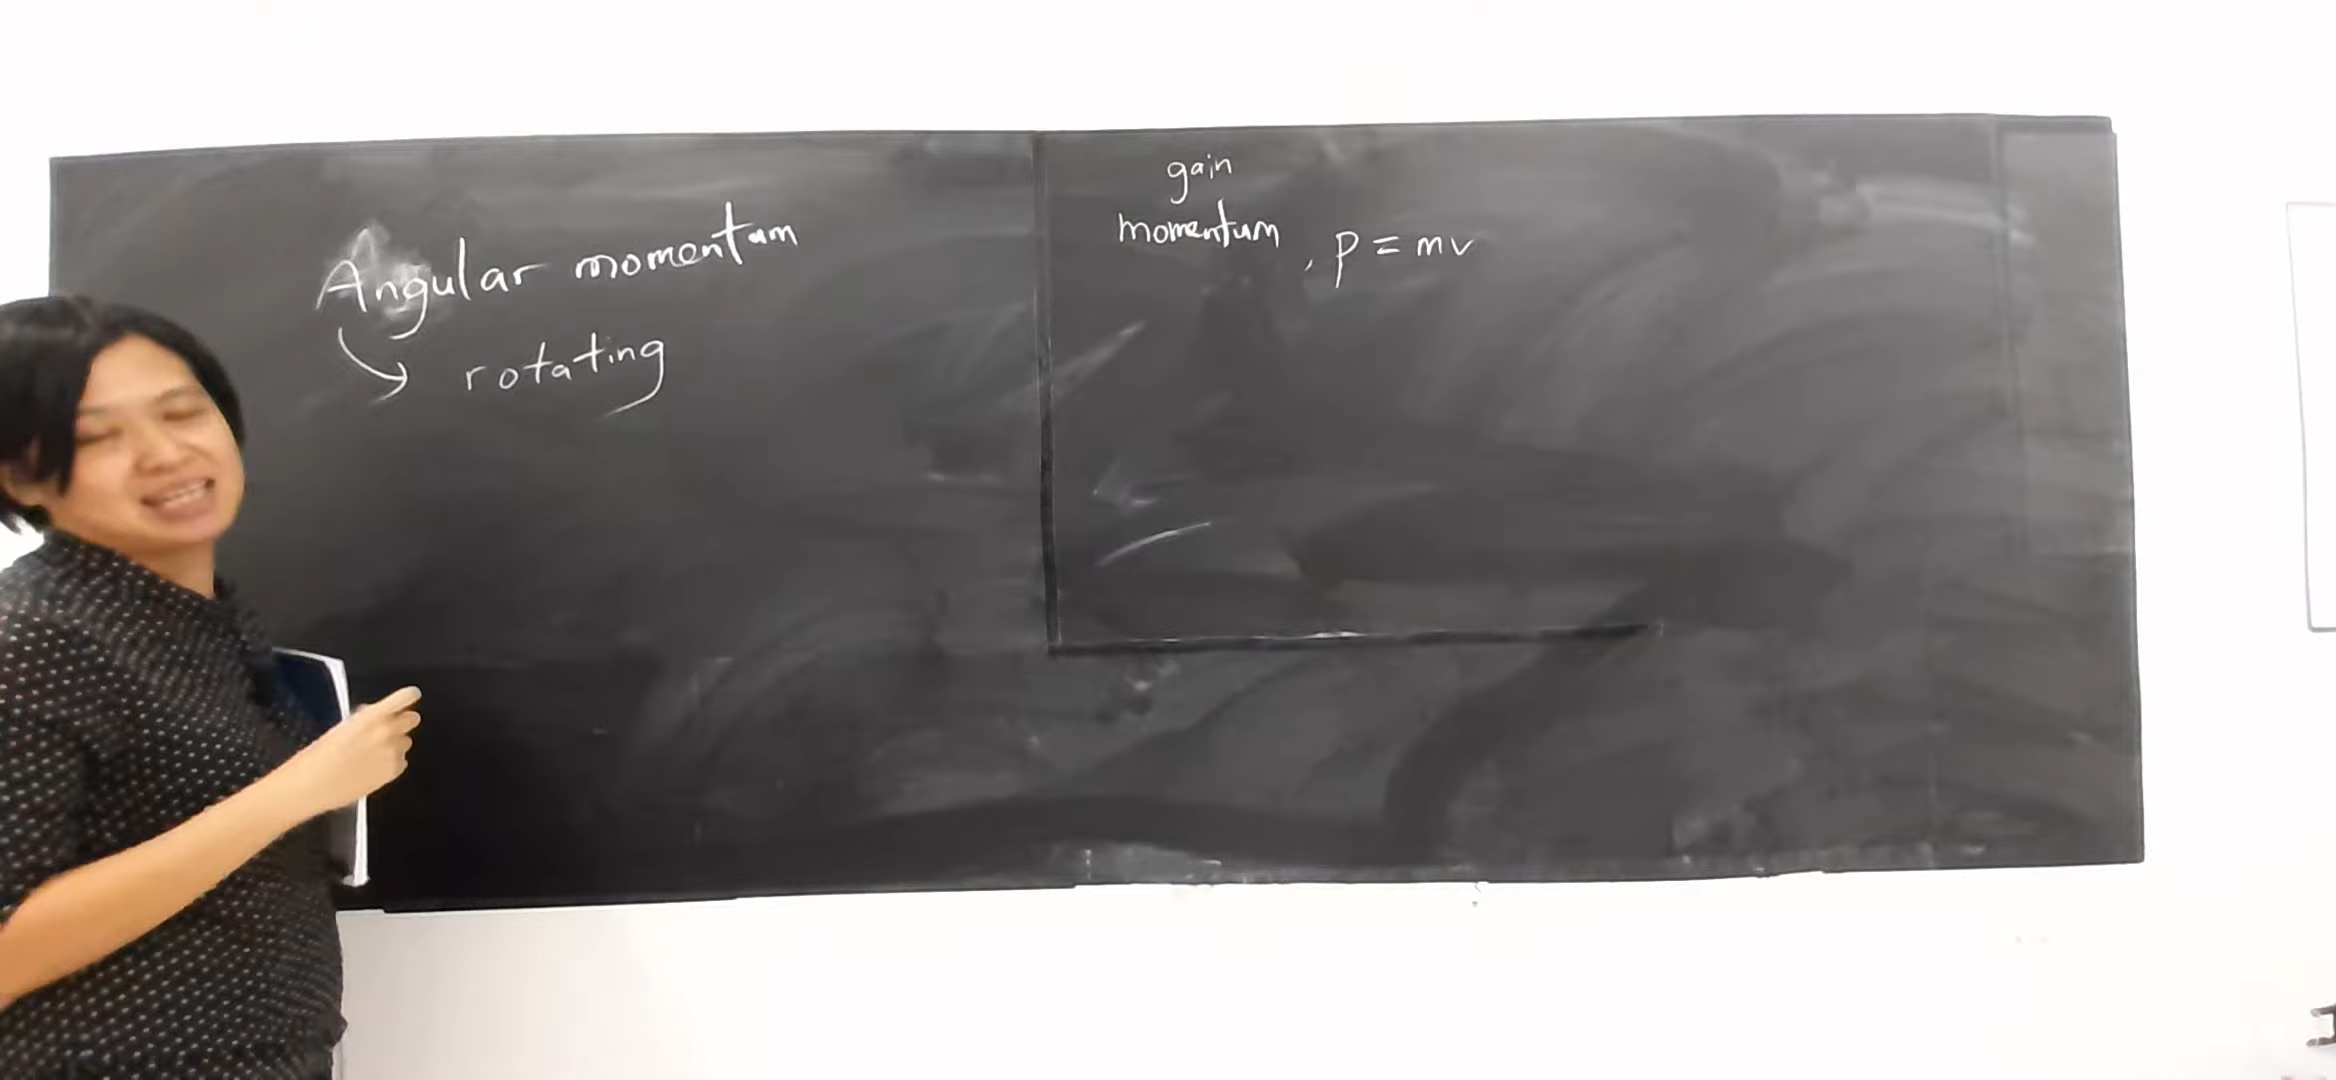 Angular momentum
rotating
gain
momentum, p = mv